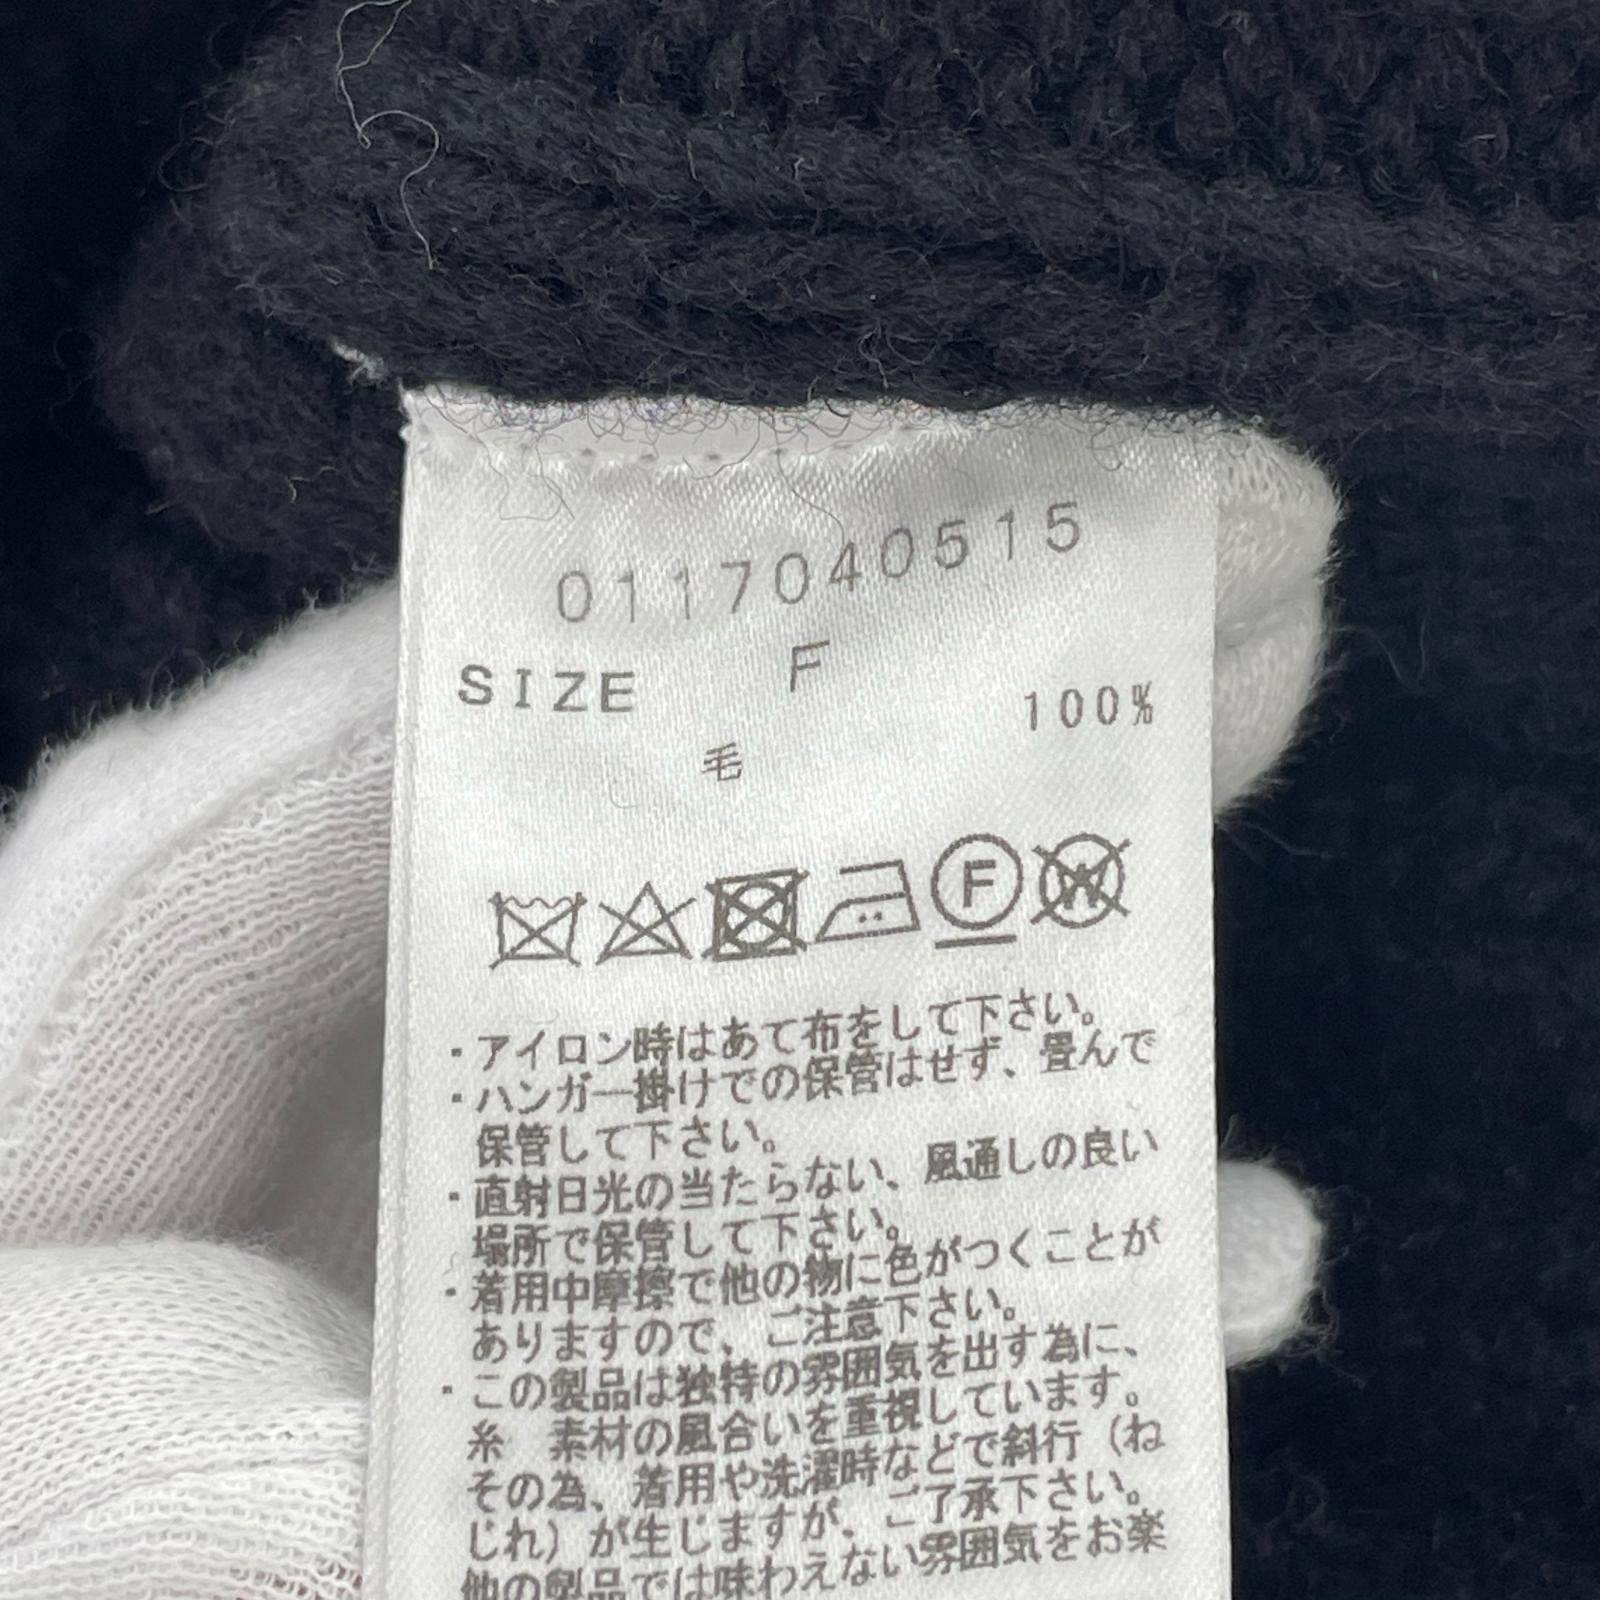 0117040515
SIZE F
毛 100%
F
W
・アイロン時はあて布をして下さい。
・ハンガー掛けでの保管はせず、畳んで
保管して下さい。
・直射日光の当たらない、風通しの良い
場所で保管して下さい。
・着用中摩擦で他の物に色がつくことが
ありますので、ご注意下さい。
・この製品は独特の雰囲気を出す為に、
糸 素材の風合いを重視しています。
その為、着用や洗濯時などで斜行（ね
じれ）が生じますが、ご了承下さい。
他の製品では味わえない雰囲気をお楽